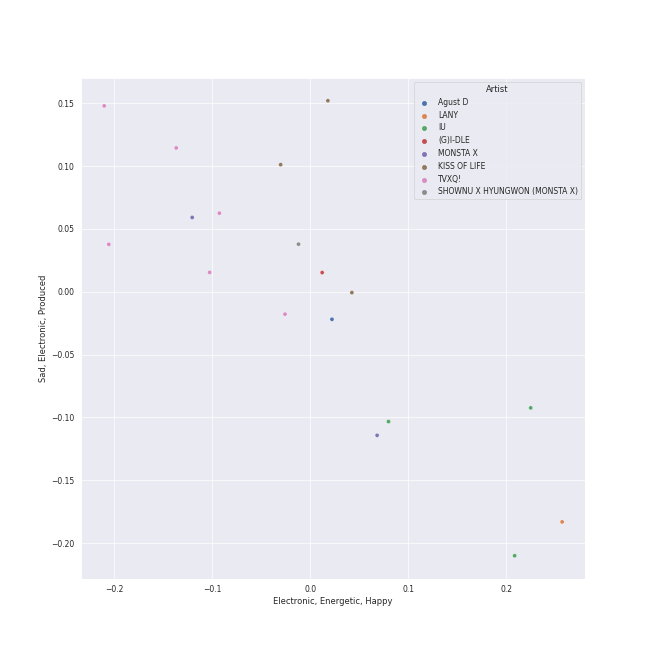 Artist
Agust D
LANY
IU
(G)I-DLE
MONSTA X
KISS OF LIFE
TVXQ!
SHOWNU X HYUNGWON (MONSTA X)
0.15
0.10
0.05
0.00
−0.05
−0.10
−0.15
−0.20
Sad, Electronic, Produced
−0.2 −0.1 0.0 0.1 0.2
Electronic, Energetic, Happy